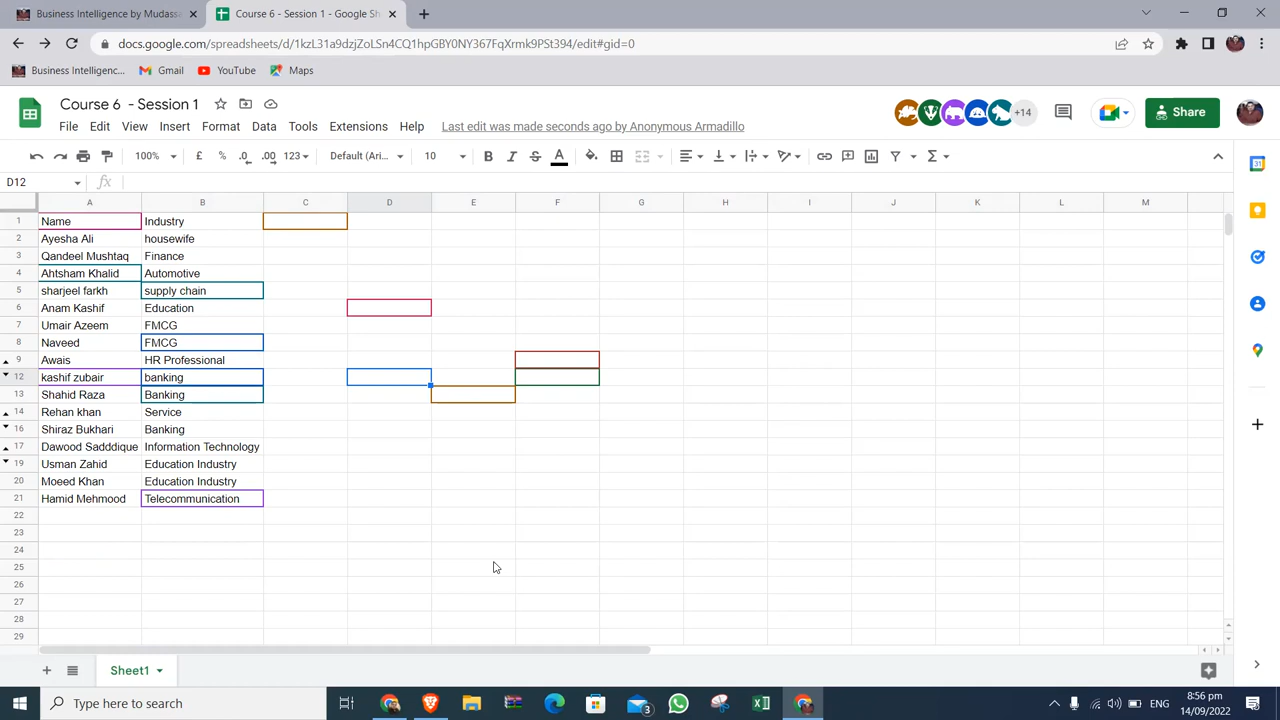 Business Intelligence by Mudassa
Course 6 - Session 1 - Google Sh
docs.google.com/spreadsheets/d/1kzL31a9dzjZoLSn4CQ1hpGBY0NY367FqXrmk9PSt394/edit#gid=0
Business Intelligenc... Gmail YouTube Maps
Course 6 - Session 1
+14
Share
File Edit View Insert Format Data Tools Extensions Help Last edit was made seconds ago by Anonymous Armadillo
100% £ % .0 .00 123 Default (Ari... 10 B I S A Σ
D12 fx
A B C D E F G H I J K L M
1 Name Industry
2 Ayesha Ali housewife
3 Qandeel Mushtaq Finance
4 Ahtsham Khalid Automotive
5 sharjeel farkh supply chain
6 Anam Kashif Education
7 Umair Azeem FMCG
8 Naveed FMCG
9 Awais HR Professional
12 kashif zubair banking
13 Shahid Raza Banking
14 Rehan khan Service
16 Shiraz Bukhari Banking
17 Dawood Sadddique Information Technology
19 Usman Zahid Education Industry
20 Moeed Khan Education Industry
21 Hamid Mehmood Telecommunication
22
23
24
25
26
27
28
29
Sheet1
Type here to search
3
ENG
8:56 pm
14/09/2022